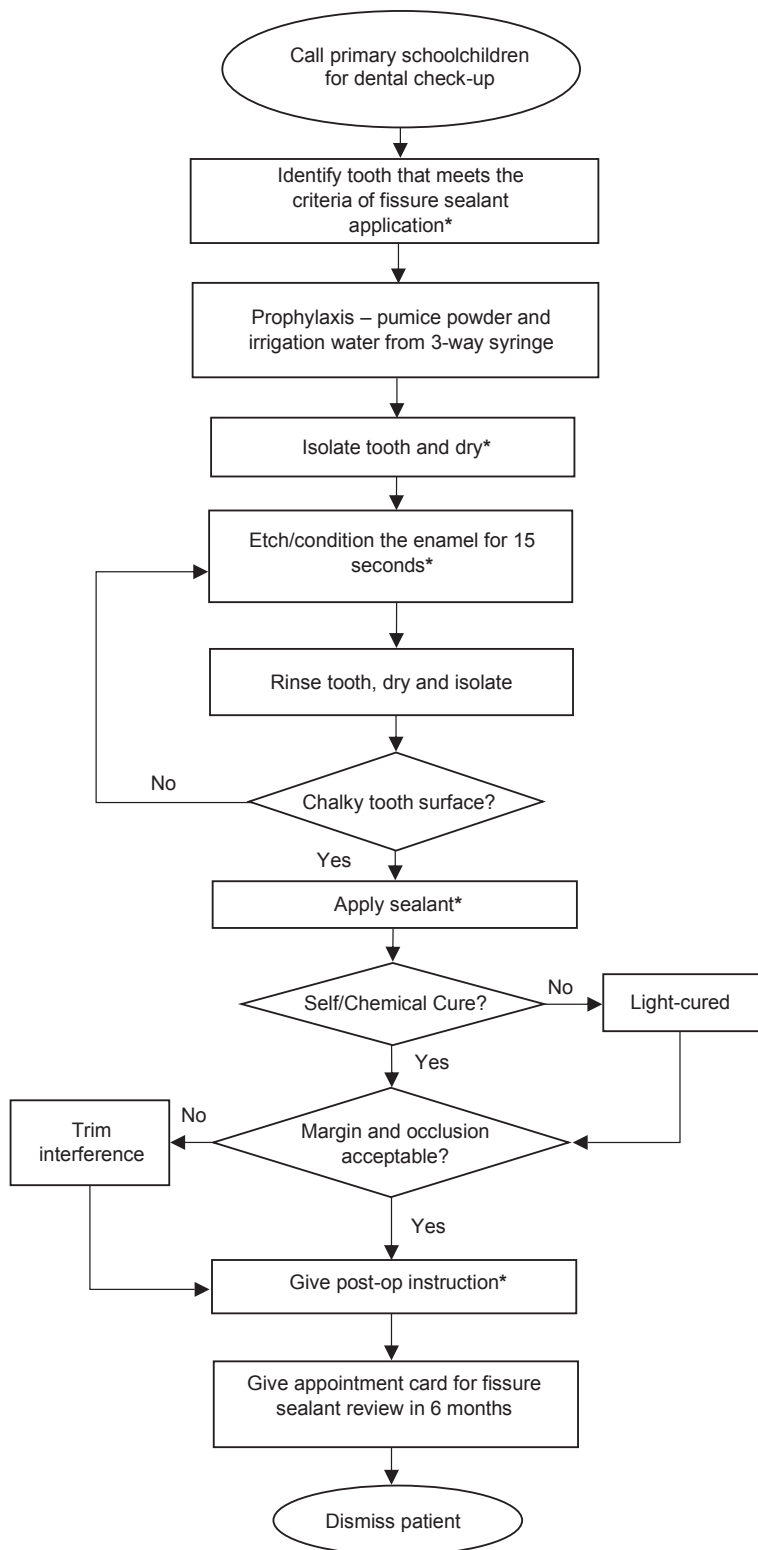 Call primary schoolchildren
for dental check-up
Identify tooth that meets the
criteria of fissure sealant
application*
Prophylaxis – pumice powder and
irrigation water from 3-way syringe
Isolate tooth and dry*
Etch/condition the enamel for 15
seconds*
Rinse tooth, dry and isolate
No
Chalky tooth surface?
Yes
Apply sealant*
Self/Chemical Cure?
No
Light-cured
Yes
Trim
interference
No
Margin and occlusion
acceptable?
Yes
Give post-op instruction*
Give appointment card for fissure
sealant review in 6 months
Dismiss patient